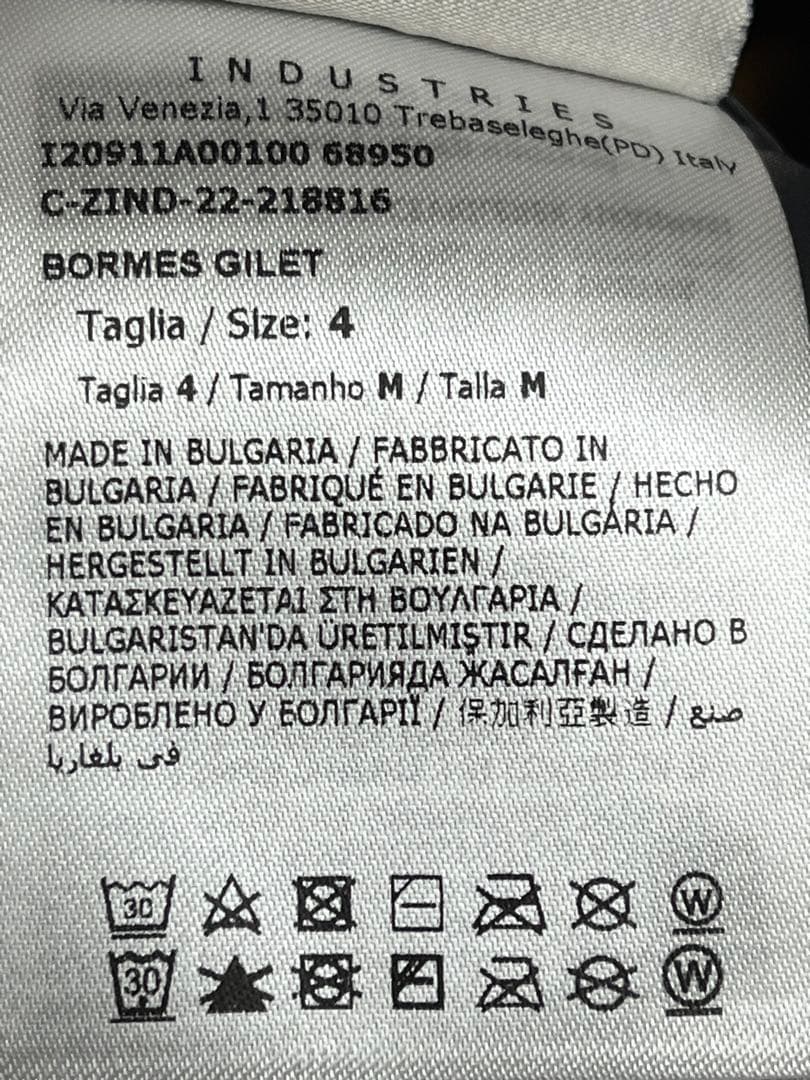 INDUSTRIES
Via Venezia,1 35010 Trebaseleghe(PD) Italy
I20911A00100 68950
C-ZIND-22-218816
BORMES GILET
Taglia / Size: 4
Taglia 4 / Tamanho M / Talla M
MADE IN BULGARIA / FABBRICATO IN
BULGARIA / FABRIQUÉ EN BULGARIE / HECHO
EN BULGARIA / FABRICADO NA BULGÁRIA /
HERGESTELLT IN BULGARIEN /
ΚΑΤΑΣΚΕΥΑΖΕΤΑΙ ΣΤΗ ΒΟΥΛΓΑΡΙΑ /
BULGARISTAN'DA ÜRETILMIŞTIR / СДЕЛАНО В
БОЛГАРИИ / БОЛГАРИЯДА ЖАСАЛҒАН /
ВИРОБЛЕНО У БОЛГАРІЇ / 保加利亞製造 / صنع
فى بلغاريا
30 W
30 W